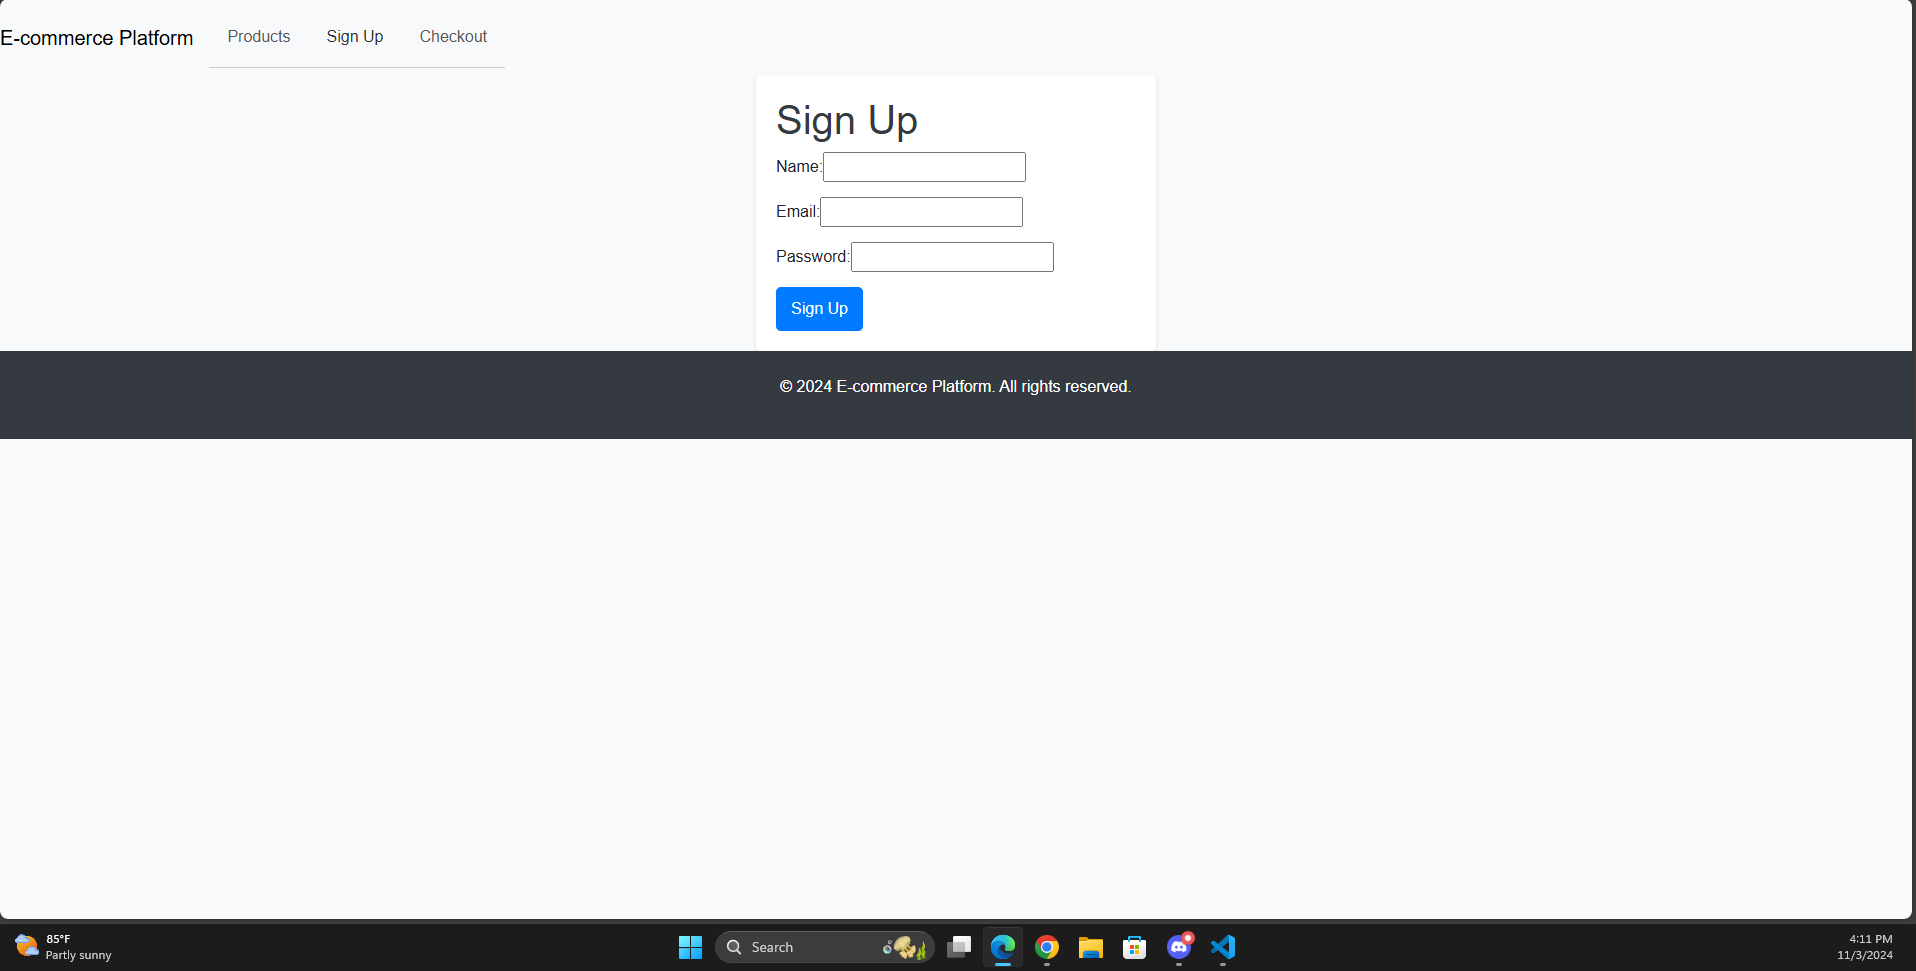 E-commerce Platform Products Sign Up Checkout
Sign Up
Name:
Email:
Password:
Sign Up
© 2024 E-commerce Platform. All rights reserved.
85°F
Partly sunny
Search
4:11 PM
11/3/2024